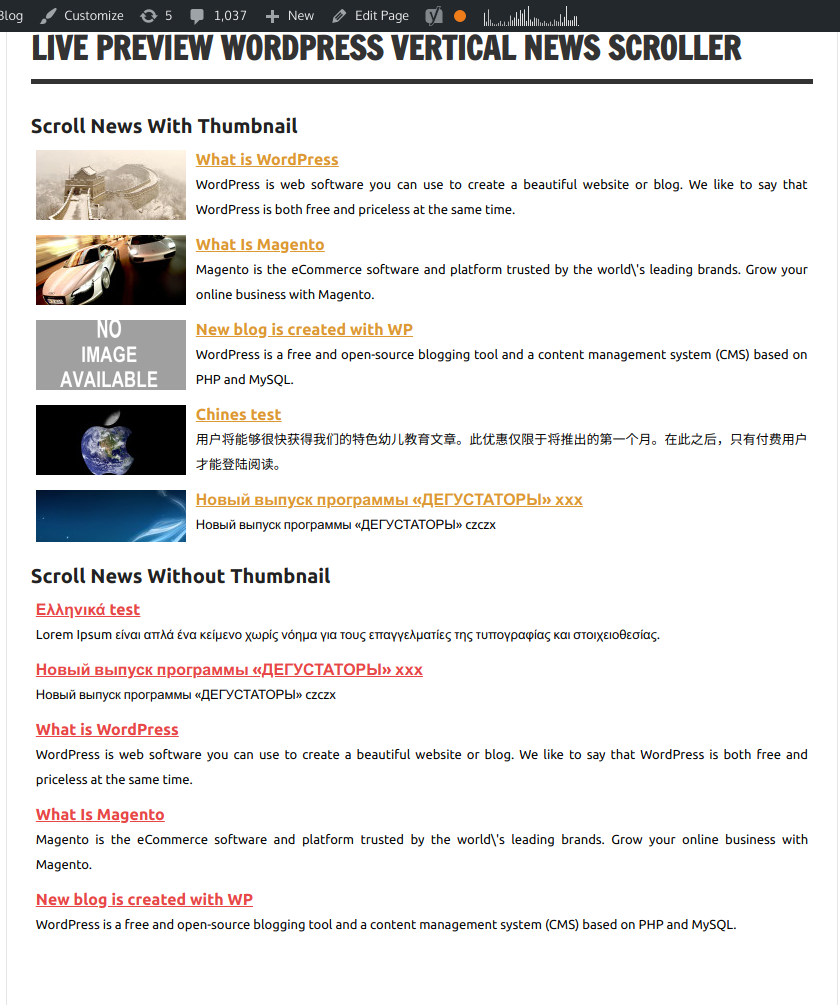 Blog Customize 5 1,037 New Edit Page
LIVE PREVIEW WORDPRESS VERTICAL NEWS SCROLLER
Scroll News With Thumbnail
What is WordPress
WordPress is web software you can use to create a beautiful website or blog. We like to say that
WordPress is both free and priceless at the same time.
What Is Magento
Magento is the eCommerce software and platform trusted by the world\'s leading brands. Grow your
online business with Magento.
NO
IMAGE
AVAILABLE
New blog is created with WP
WordPress is a free and open-source blogging tool and a content management system (CMS) based on
PHP and MySQL.
Chines test
用户将能够很快获得我们的特色幼儿教育文章。此优惠仅限于将推出的第一个月。在此之后，只有付费用户
才能登陆阅读。
Новый выпуск программы «ДЕГУСТАТОРЫ» xxx
Новый выпуск программы «ДЕГУСТАТОРЫ» czczx
Scroll News Without Thumbnail
Ελληνικά test
Lorem Ipsum είναι απλά ένα κείμενο χωρίς νόημα για τους επαγγελματίες της τυπογραφίας και στοιχειοθεσίας.
Новый выпуск программы «ДЕГУСТАТОРЫ» xxx
Новый выпуск программы «ДЕГУСТАТОРЫ» czczx
What is WordPress
WordPress is web software you can use to create a beautiful website or blog. We like to say that WordPress is both free and
priceless at the same time.
What Is Magento
Magento is the eCommerce software and platform trusted by the world\'s leading brands. Grow your online business with
Magento.
New blog is created with WP
WordPress is a free and open-source blogging tool and a content management system (CMS) based on PHP and MySQL.